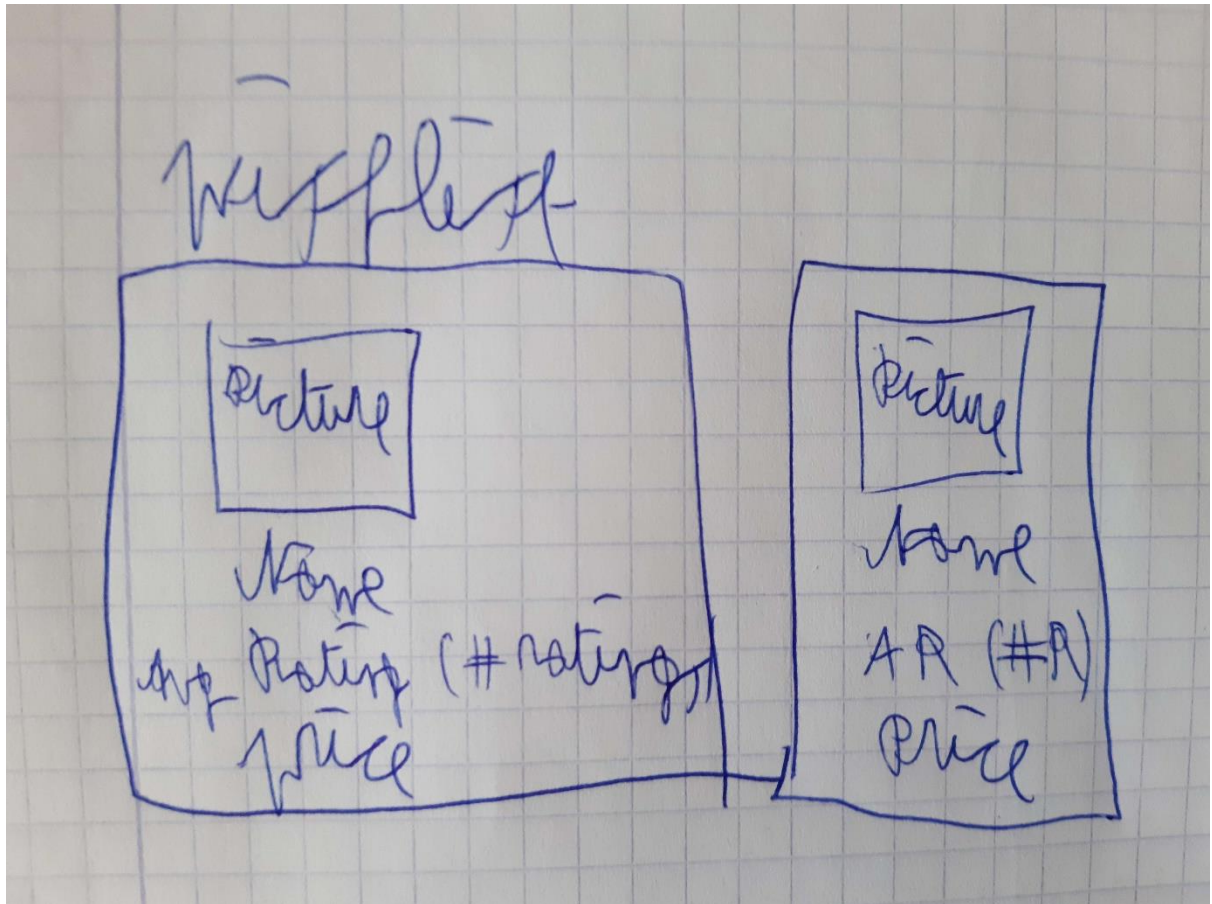 Wishlist
Picture
Name
Avg Rating (# ratings)
price
Picture
Name
AR (#R)
Price